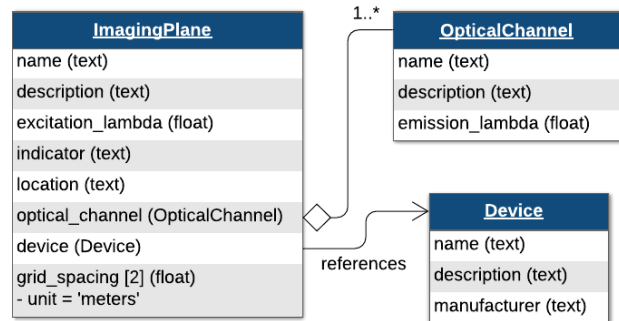 ImagingPlane
name (text)
description (text)
excitation_lambda (float)
indicator (text)
location (text)
optical_channel (OpticalChannel)
device (Device)
grid_spacing [2] (float)
- unit = 'meters'
1..*
OpticalChannel
name (text)
description (text)
emission_lambda (float)
references
Device
name (text)
description (text)
manufacturer (text)